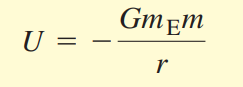 U = − Gm_E m / r